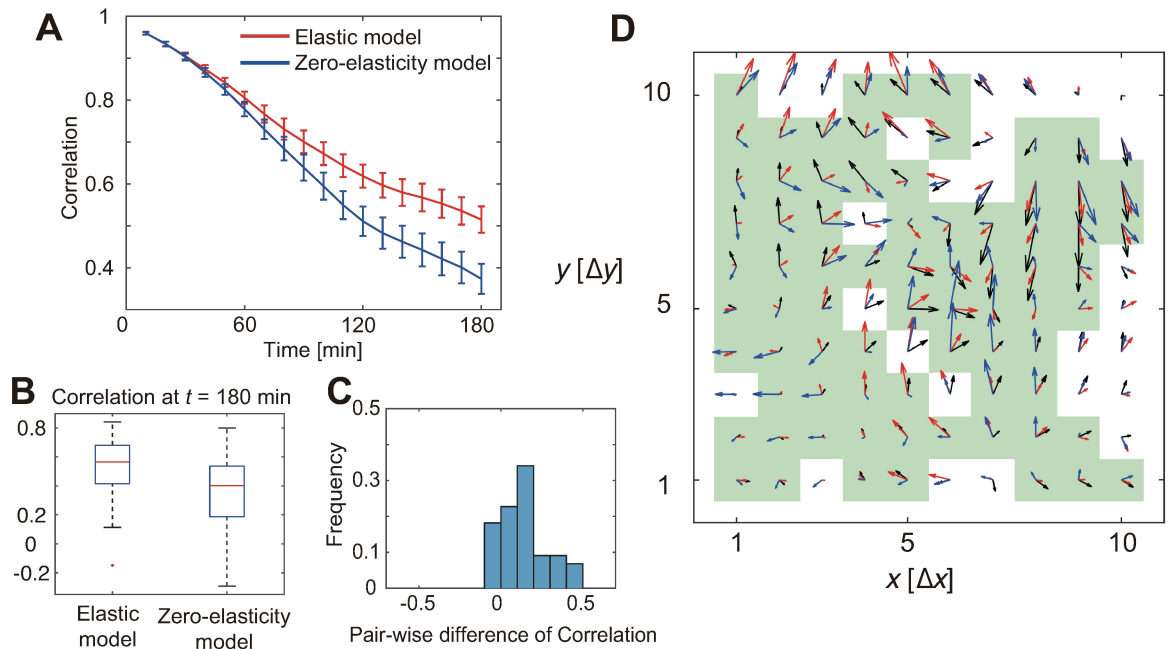 A
1
0.8
0.6
0.4
Correlation
0
60
120
180
Time [min]
Elastic model
Zero-elasticity model
B
Correlation at t = 180 min
0.8
0.2
0
-0.2
Elastic
model
Zero-elasticity
model
C
0.5
0.3
0.1
0
Frequency
-0.5
0
0.5
Pair-wise difference of Correlation
D
10
5
1
y [Δy]
1
5
10
x [Δx]